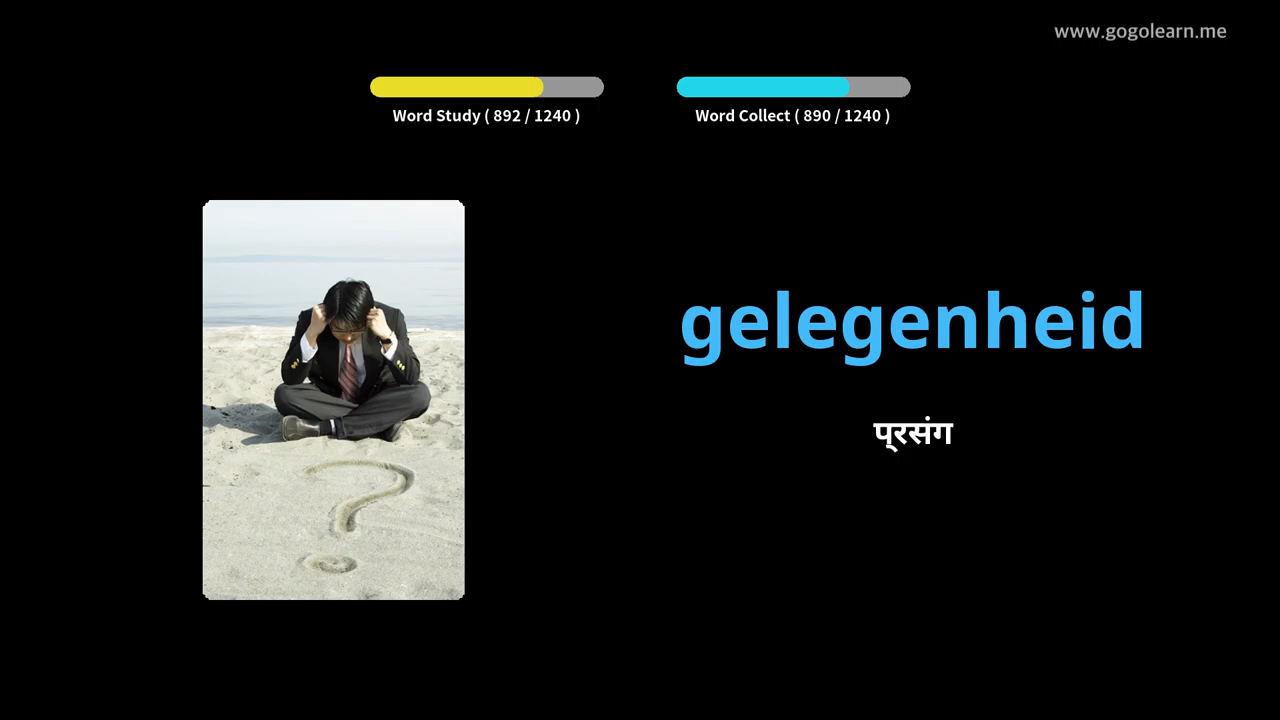 www.gogolearn.me
Word Study ( 892 / 1240 )
Word Collect ( 890 / 1240 )
gelegenheid
प्रसंग
?